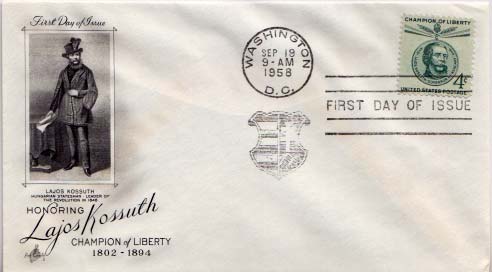 First Day of Issue
LAJOS KOSSUTH
HUNGARIAN STATESMAN LEADER OF
THE REVOLUTION IN 1848
HONORING
Lajos Kossuth
CHAMPION of LIBERTY
1802 - 1894
WASHINGTON
SEP 19
9-AM
1958
D.C.
CHAMPION OF LIBERTY
4¢
UNITED STATES POSTAGE
FIRST DAY OF ISSUE